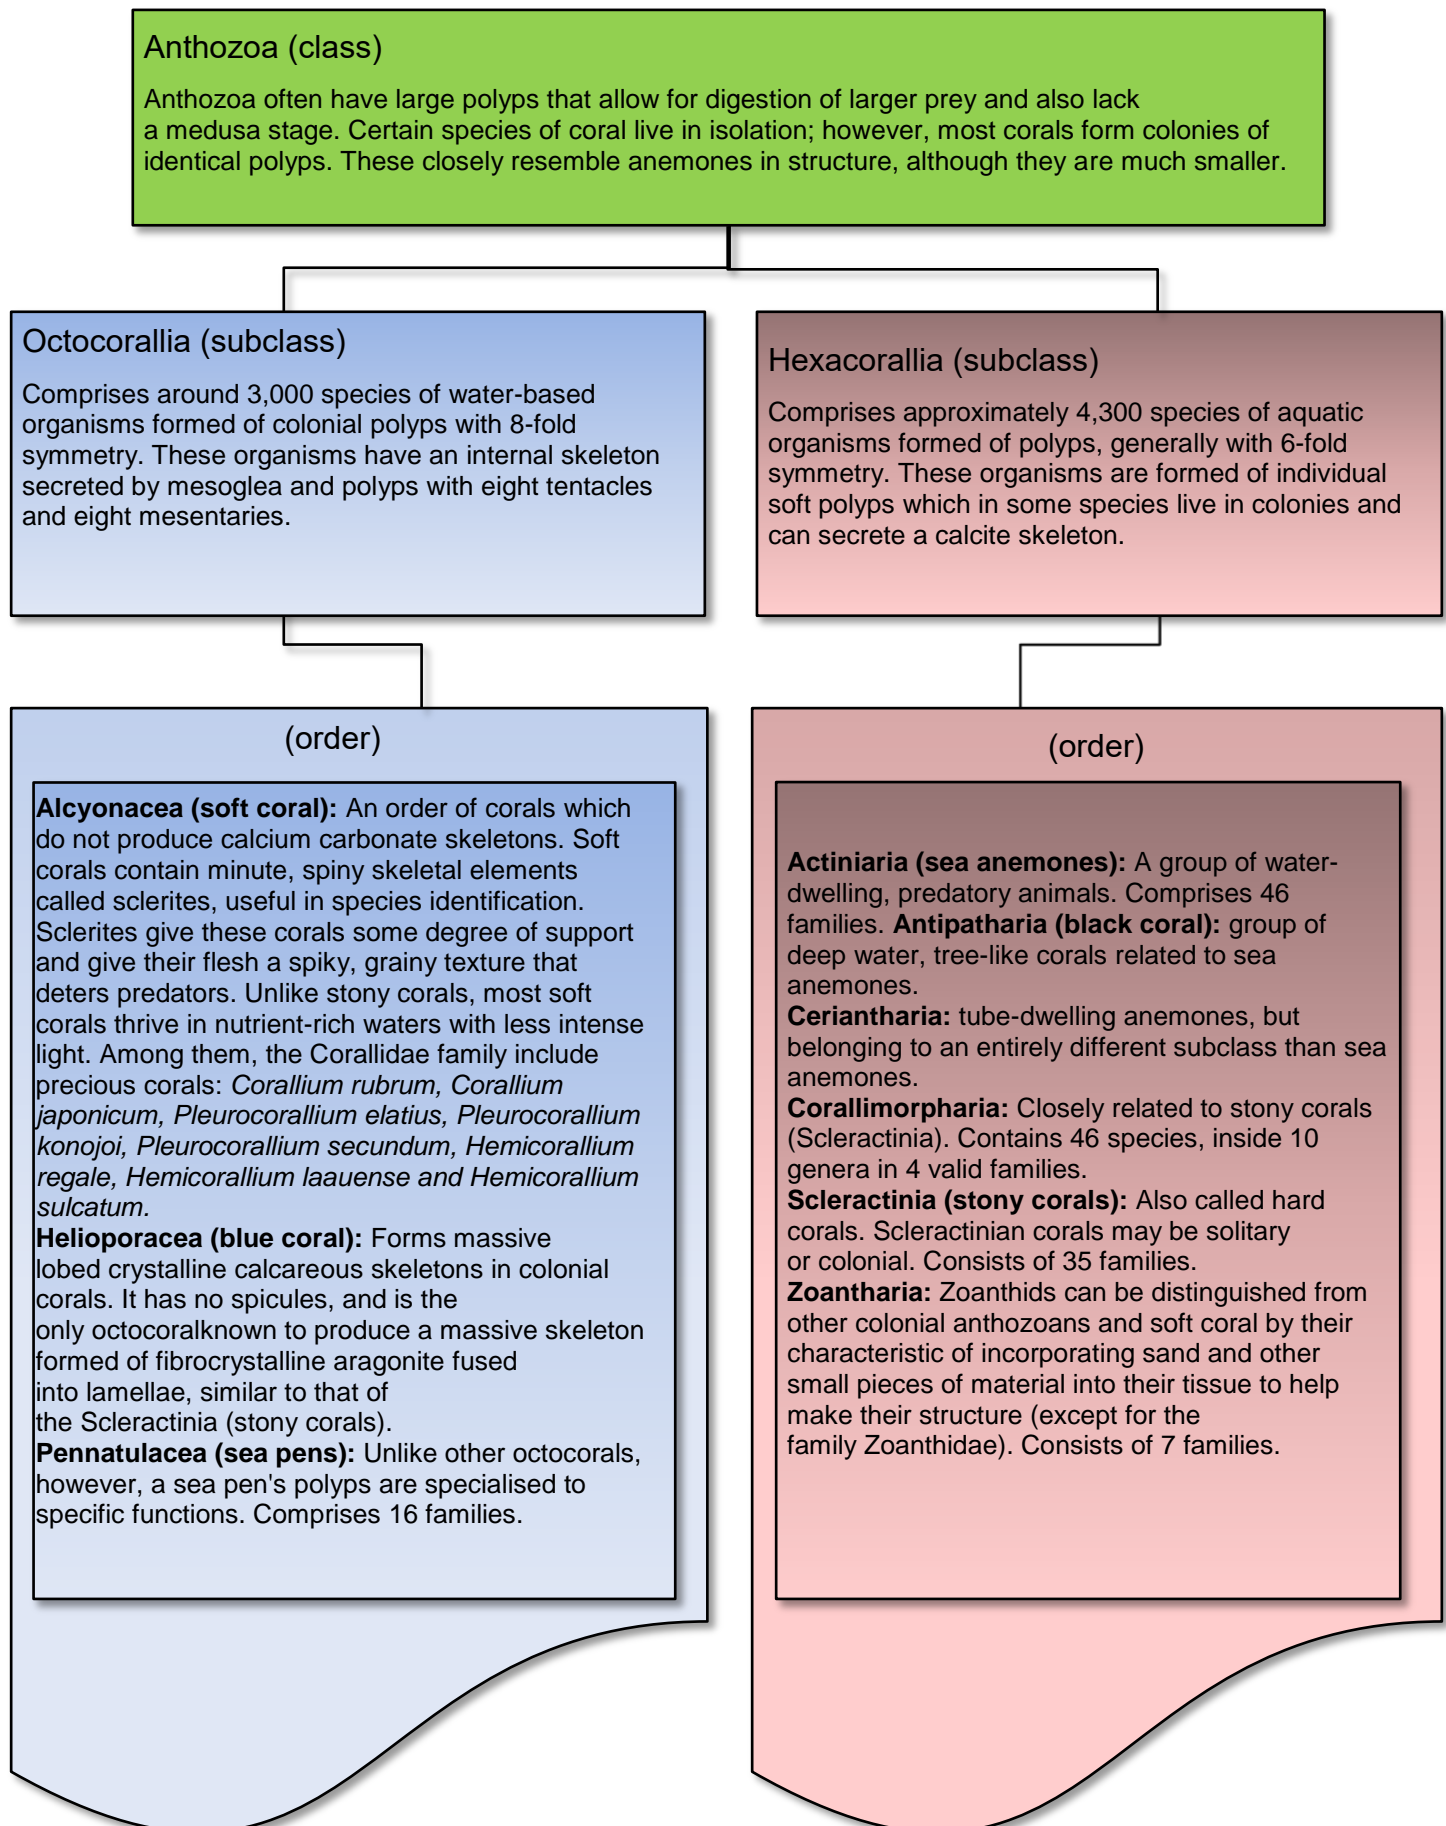 Anthozoa (class)
Anthozoa often have large polyps that allow for digestion of larger prey and also lack
a medusa stage. Certain species of coral live in isolation; however, most corals form colonies of
identical polyps. These closely resemble anemones in structure, although they are much smaller.
Octocorallia (subclass)
Comprises around 3,000 species of water-based
organisms formed of colonial polyps with 8-fold
symmetry. These organisms have an internal skeleton
secreted by mesoglea and polyps with eight tentacles
and eight mesentaries.
Hexacorallia (subclass)
Comprises approximately 4,300 species of aquatic
organisms formed of polyps, generally with 6-fold
symmetry. These organisms are formed of individual
soft polyps which in some species live in colonies and
can secrete a calcite skeleton.
(order)
Alcyonacea (soft coral): An order of corals which
do not produce calcium carbonate skeletons. Soft
corals contain minute, spiny skeletal elements
called sclerites, useful in species identification.
Sclerites give these corals some degree of support
and give their flesh a spiky, grainy texture that
deters predators. Unlike stony corals, most soft
corals thrive in nutrient-rich waters with less intense
light. Among them, the Corallidae family include
precious corals: Corallium rubrum, Corallium
japonicum, Pleurocorallium elatius, Pleurocorallium
konojoi, Pleurocorallium secundum, Hemicorallium
regale, Hemicorallium laauense and Hemicorallium
sulcatum.
Helioporacea (blue coral): Forms massive
lobed crystalline calcareous skeletons in colonial
corals. It has no spicules, and is the
only octocoralknown to produce a massive skeleton
formed of fibrocrystalline aragonite fused
into lamellae, similar to that of
the Scleractinia (stony corals).
Pennatulacea (sea pens): Unlike other octocorals,
however, a sea pen's polyps are specialised to
specific functions. Comprises 16 families.
(order)
Actiniaria (sea anemones): A group of water-
dwelling, predatory animals. Comprises 46
families. Antipatharia (black coral): group of
deep water, tree-like corals related to sea
anemones.
Ceriantharia: tube-dwelling anemones, but
belonging to an entirely different subclass than sea
anemones.
Corallimorpharia: Closely related to stony corals
(Scleractinia). Contains 46 species, inside 10
genera in 4 valid families.
Scleractinia (stony corals): Also called hard
corals. Scleractinian corals may be solitary
or colonial. Consists of 35 families.
Zoantharia: Zoanthids can be distinguished from
other colonial anthozoans and soft coral by their
characteristic of incorporating sand and other
small pieces of material into their tissue to help
make their structure (except for the
family Zoanthidae). Consists of 7 families.